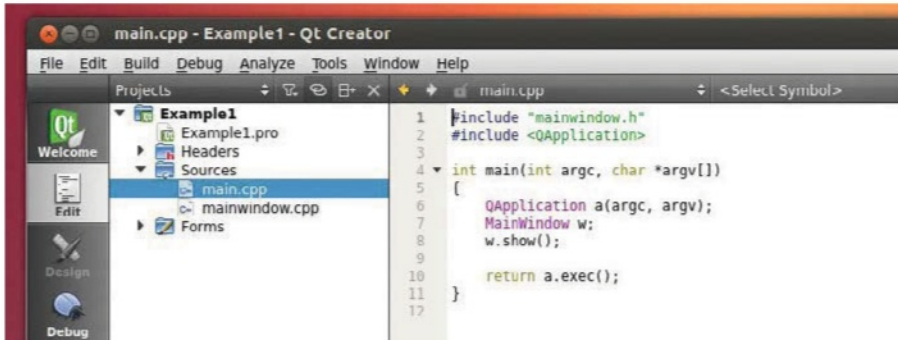 main.cpp - Example1 - Qt Creator
File Edit Build Debug Analyze Tools Window Help
Projects main.cpp <Select Symbol>
Qt
Welcome
Edit
Design
Debug
Example1
Example1.pro
Headers
Sources
main.cpp
mainwindow.cpp
Forms
1 #include "mainwindow.h"
2 #include <QApplication>
3
4 int main(int argc, char *argv[])
5 {
6 QApplication a(argc, argv);
7 MainWindow w;
8 w.show();
9
10 return a.exec();
11 }
12